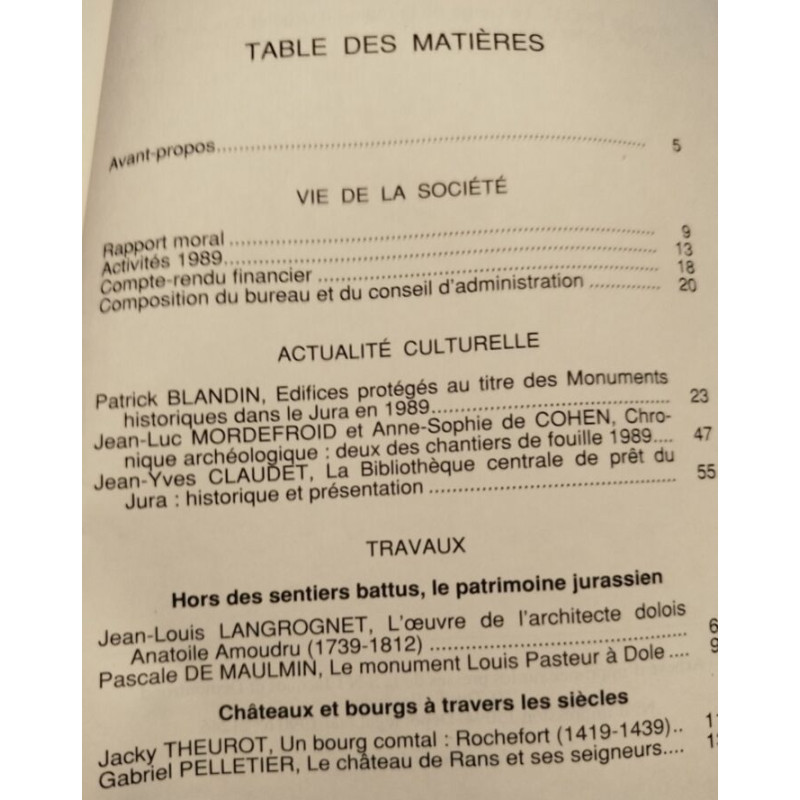 TABLE DES MATIÈRES
Avant-propos........ 5
VIE DE LA SOCIÉTÉ
Rapport moral ........ 9
Activités 1989........ 13
Compte-rendu financier ........ 18
Composition du bureau et du conseil d'administration ........ 20
ACTUALITÉ CULTURELLE
Patrick BLANDIN, Edifices protégés au titre des Monuments
historiques dans le Jura en 1989........ 23
Jean-Luc MORDEFROID et Anne-Sophie de COHEN, Chro-
nique archéologique : deux des chantiers de fouille 1989.... 47
Jean-Yves CLAUDET, La Bibliothèque centrale de prêt du
Jura : historique et présentation ........ 55
TRAVAUX
Hors des sentiers battus, le patrimoine jurassien
Jean-Louis LANGROGNET, L'œuvre de l'architecte dolois
Anatoile Amoudru (1739-1812) ........
Pascale DE MAULMIN, Le monument Louis Pasteur à Dole ....
Châteaux et bourgs à travers les siècles
Jacky THEUROT, Un bourg comtal : Rochefort (1419-1439)..
Gabriel PELLETIER, Le château de Rans et ses seigneurs....